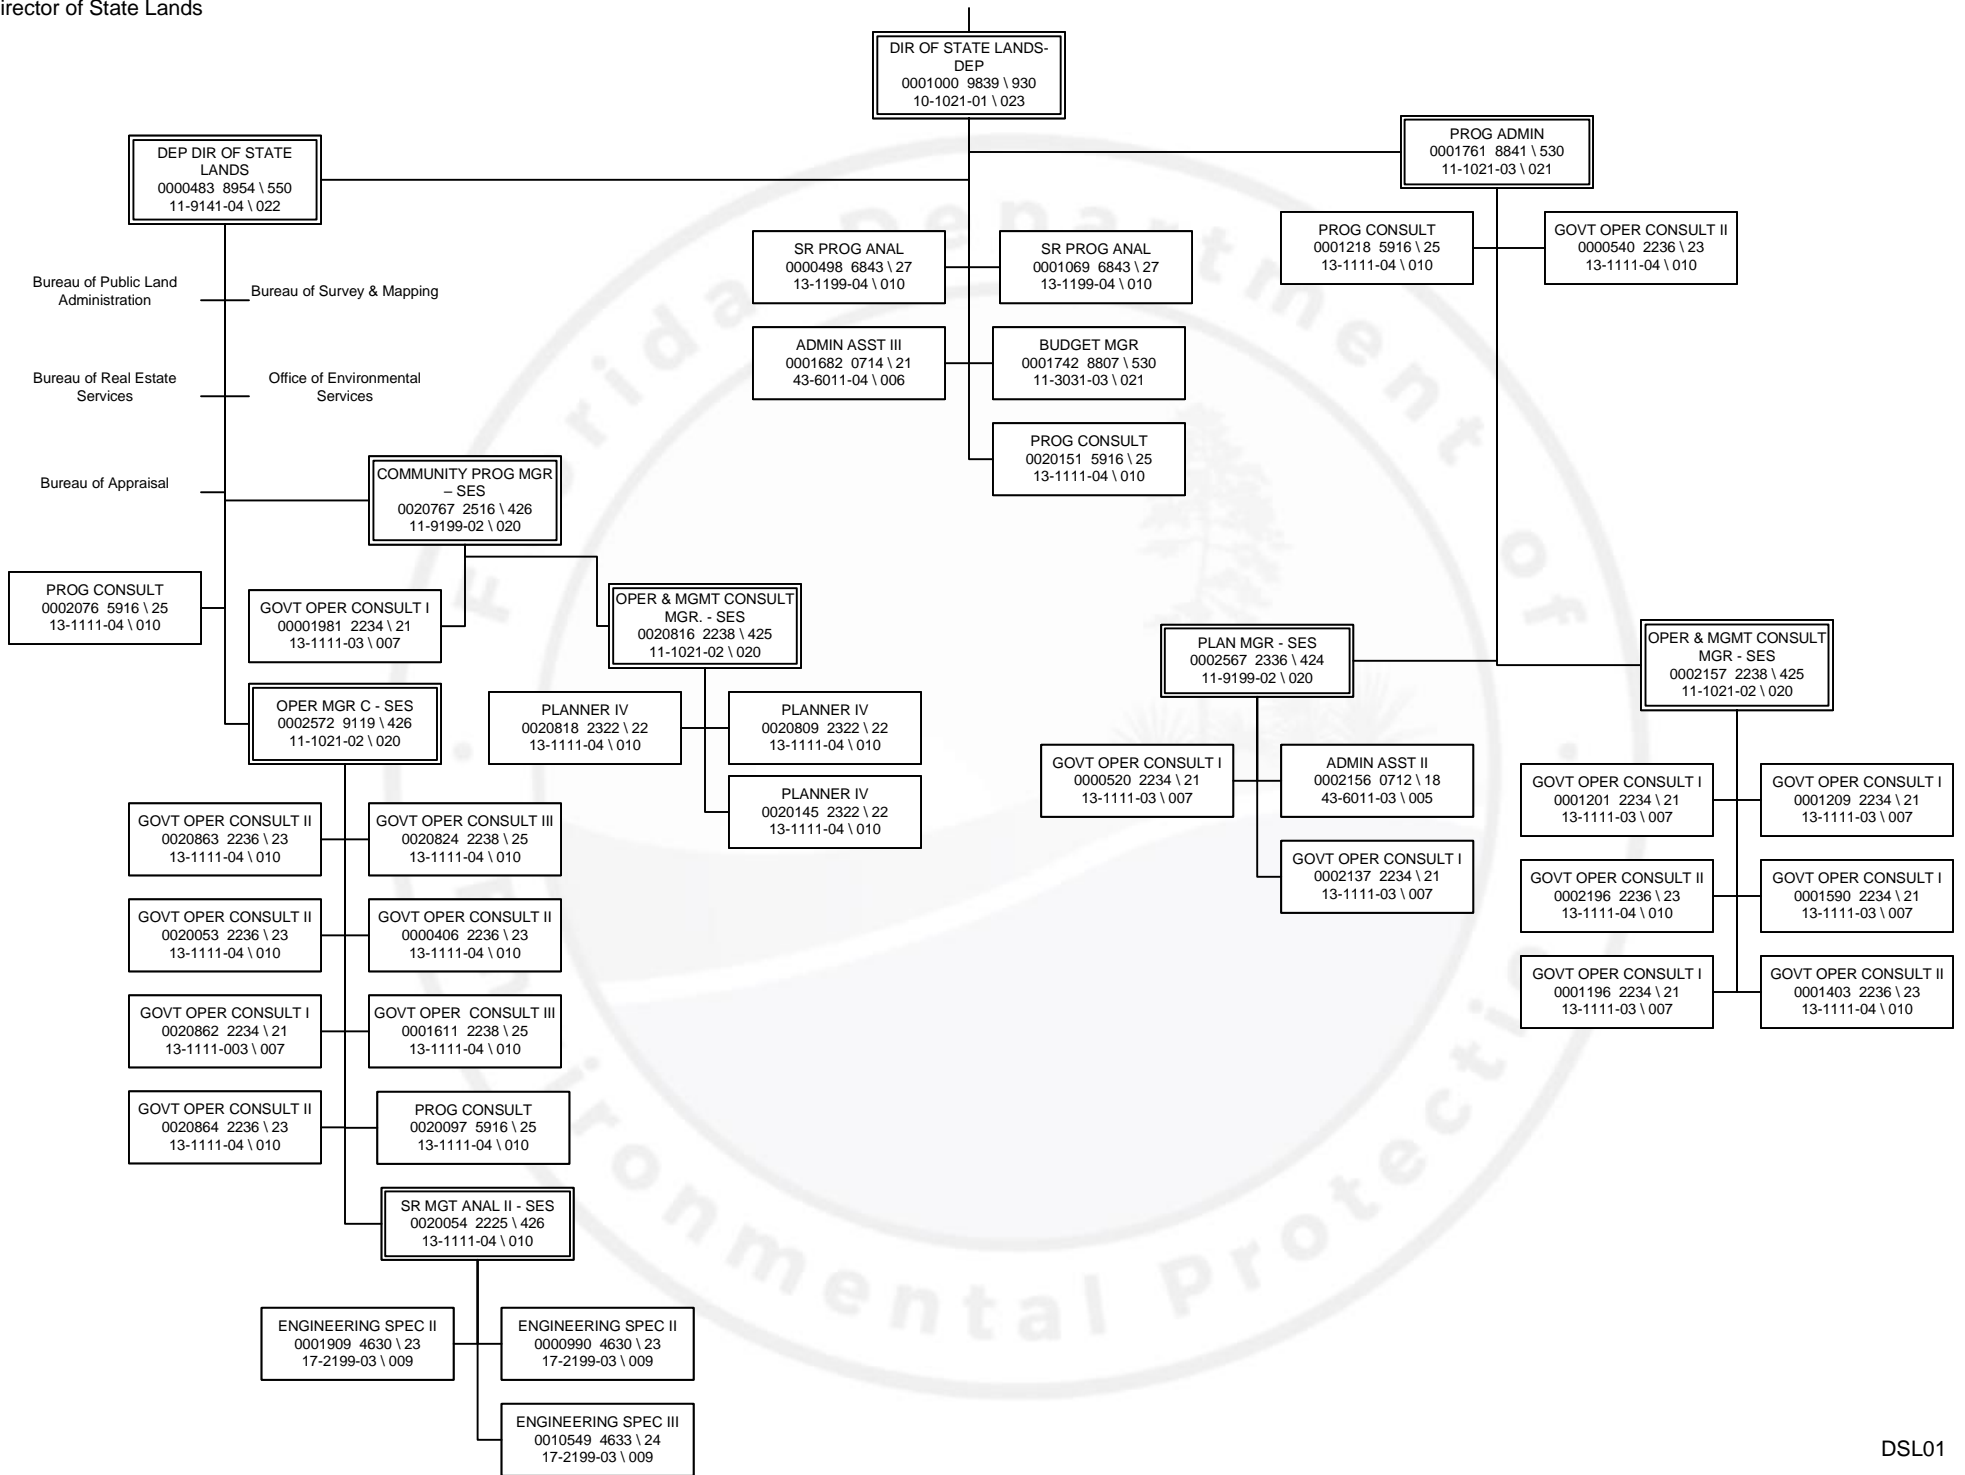 irector of State Lands
DIR OF STATE LANDS-
DEP
0001000 9839 \ 930
10-1021-01 \ 023
DEP DIR OF STATE
LANDS
0000483 8954 \ 550
11-9141-04 \ 022
PROG ADMIN
0001761 8841 \ 530
11-1021-03 \ 021
SR PROG ANAL
0000498 6843 \ 27
13-1199-04 \ 010
SR PROG ANAL
0001069 6843 \ 27
13-1199-04 \ 010
PROG CONSULT
0001218 5916 \ 25
13-1111-04 \ 010
GOVT OPER CONSULT II
0000540 2236 \ 23
13-1111-04 \ 010
Bureau of Public Land
Administration
Bureau of Survey & Mapping
ADMIN ASST III
0001682 0714 \ 21
43-6011-04 \ 006
BUDGET MGR
0001742 8807 \ 530
11-3031-03 \ 021
Bureau of Real Estate
Services
Office of Environmental
Services
PROG CONSULT
0020151 5916 \ 25
13-1111-04 \ 010
Bureau of Appraisal
COMMUNITY PROG MGR
– SES
0020767 2516 \ 426
11-9199-02 \ 020
PROG CONSULT
0002076 5916 \ 25
13-1111-04 \ 010
GOVT OPER CONSULT I
00001981 2234 \ 21
13-1111-03 \ 007
OPER & MGMT CONSULT
MGR. - SES
0020816 2238 \ 425
11-1021-02 \ 020
PLAN MGR - SES
0002567 2336 \ 424
11-9199-02 \ 020
OPER & MGMT CONSULT
MGR - SES
0002157 2238 \ 425
11-1021-02 \ 020
OPER MGR C - SES
0002572 9119 \ 426
11-1021-02 \ 020
PLANNER IV
0020818 2322 \ 22
13-1111-04 \ 010
PLANNER IV
0020809 2322 \ 22
13-1111-04 \ 010
PLANNER IV
0020145 2322 \ 22
13-1111-04 \ 010
GOVT OPER CONSULT I
0000520 2234 \ 21
13-1111-03 \ 007
ADMIN ASST II
0002156 0712 \ 18
43-6011-03 \ 005
GOVT OPER CONSULT I
0002137 2234 \ 21
13-1111-03 \ 007
GOVT OPER CONSULT I
0001201 2234 \ 21
13-1111-03 \ 007
GOVT OPER CONSULT I
0001209 2234 \ 21
13-1111-03 \ 007
GOVT OPER CONSULT II
0002196 2236 \ 23
13-1111-04 \ 010
GOVT OPER CONSULT I
0001590 2234 \ 21
13-1111-03 \ 007
GOVT OPER CONSULT I
0001196 2234 \ 21
13-1111-03 \ 007
GOVT OPER CONSULT II
0001403 2236 \ 23
13-1111-04 \ 010
GOVT OPER CONSULT II
0020863 2236 \ 23
13-1111-04 \ 010
GOVT OPER CONSULT III
0020824 2238 \ 25
13-1111-04 \ 010
GOVT OPER CONSULT II
0020053 2236 \ 23
13-1111-04 \ 010
GOVT OPER CONSULT II
0000406 2236 \ 23
13-1111-04 \ 010
GOVT OPER CONSULT I
0020862 2234 \ 21
13-1111-003 \ 007
GOVT OPER CONSULT III
0001611 2238 \ 25
13-1111-04 \ 010
GOVT OPER CONSULT II
0020864 2236 \ 23
13-1111-04 \ 010
PROG CONSULT
0020097 5916 \ 25
13-1111-04 \ 010
SR MGT ANAL II - SES
0020054 2225 \ 426
13-1111-04 \ 010
ENGINEERING SPEC II
0001909 4630 \ 23
17-2199-03 \ 009
ENGINEERING SPEC II
0000990 4630 \ 23
17-2199-03 \ 009
ENGINEERING SPEC III
0010549 4633 \ 24
17-2199-03 \ 009
Florida Department of
Environmental Protection
DSL01